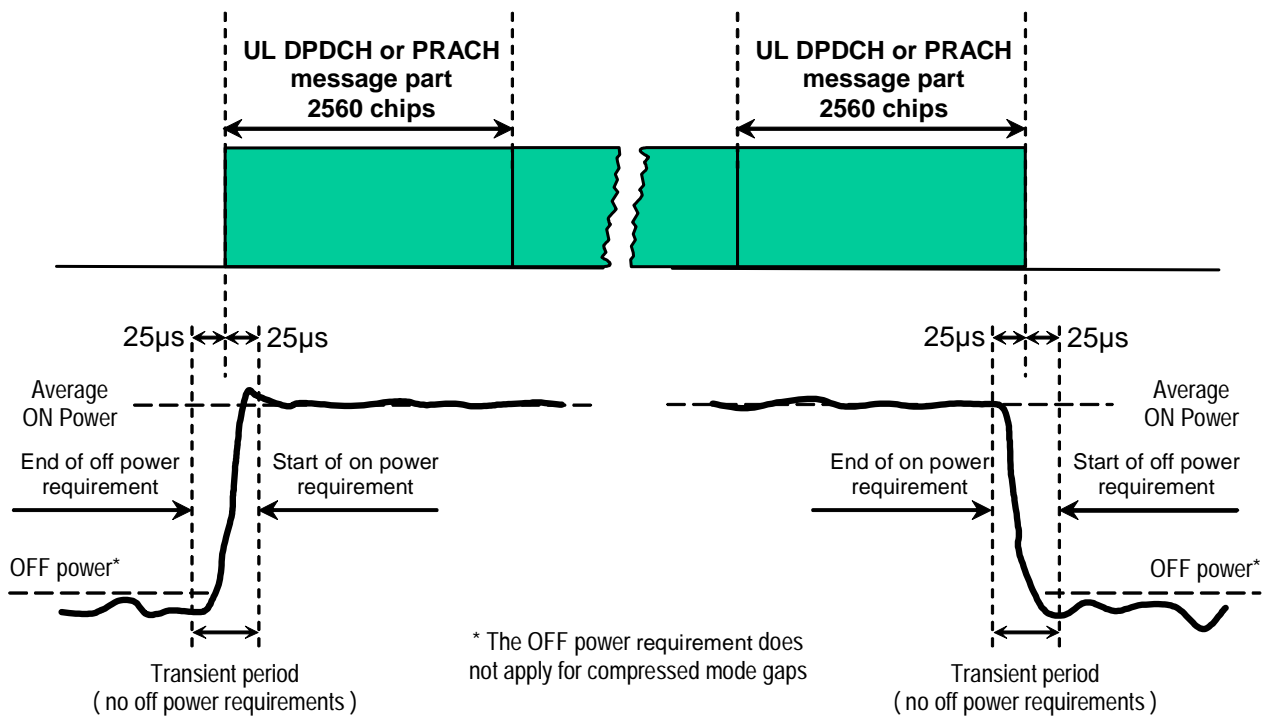 UL DPDCH or PRACH
message part
2560 chips
UL DPDCH or PRACH
message part
2560 chips
25µs
25µs
25µs
25µs
Average
ON Power
Average
ON Power
End of off power
requirement
Start of on power
requirement
End of on power
requirement
Start of off power
requirement
OFF power*
OFF power*
* The OFF power requirement does
not apply for compressed mode gaps
Transient period
( no off power requirements )
Transient period
( no off power requirements )